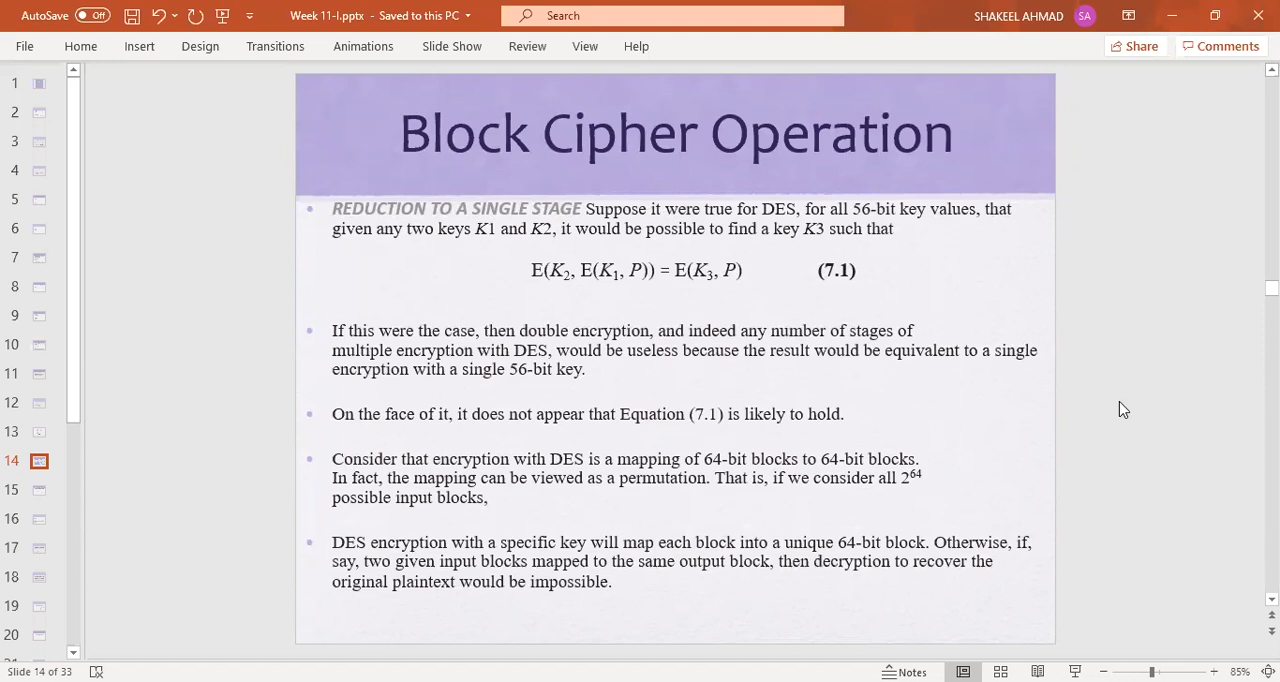 AutoSave Off Week 11-I.pptx - Saved to this PC Search SHAKEEL AHMAD SA
File Home Insert Design Transitions Animations Slide Show Review View Help Share Comments
1
2
3
4
5
6
7
8
9
10
11
12
13
14
15
16
17
18
19
20
Block Cipher Operation
• REDUCTION TO A SINGLE STAGE Suppose it were true for DES, for all 56-bit key values, that
given any two keys K1 and K2, it would be possible to find a key K3 such that
E(K₂, E(K₁, P)) = E(K₃, P) (7.1)
• If this were the case, then double encryption, and indeed any number of stages of
multiple encryption with DES, would be useless because the result would be equivalent to a single
encryption with a single 56-bit key.
• On the face of it, it does not appear that Equation (7.1) is likely to hold.
• Consider that encryption with DES is a mapping of 64-bit blocks to 64-bit blocks.
In fact, the mapping can be viewed as a permutation. That is, if we consider all 2⁶⁴
possible input blocks,
• DES encryption with a specific key will map each block into a unique 64-bit block. Otherwise, if,
say, two given input blocks mapped to the same output block, then decryption to recover the
original plaintext would be impossible.
Slide 14 of 33 Notes 85%